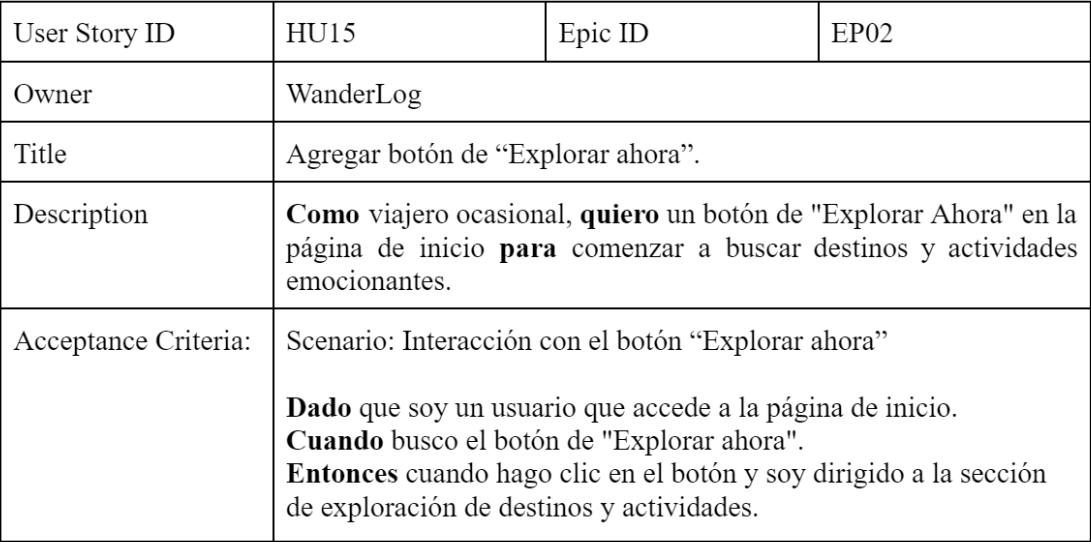 User Story ID HU15 Epic ID EP02
Owner WanderLog
Title Agregar botón de “Explorar ahora”.
Description Como viajero ocasional, quiero un botón de "Explorar Ahora" en la
página de inicio para comenzar a buscar destinos y actividades
emocionantes.
Acceptance Criteria: Scenario: Interacción con el botón “Explorar ahora”
Dado que soy un usuario que accede a la página de inicio.
Cuando busco el botón de "Explorar ahora".
Entonces cuando hago clic en el botón y soy dirigido a la sección
de exploración de destinos y actividades.